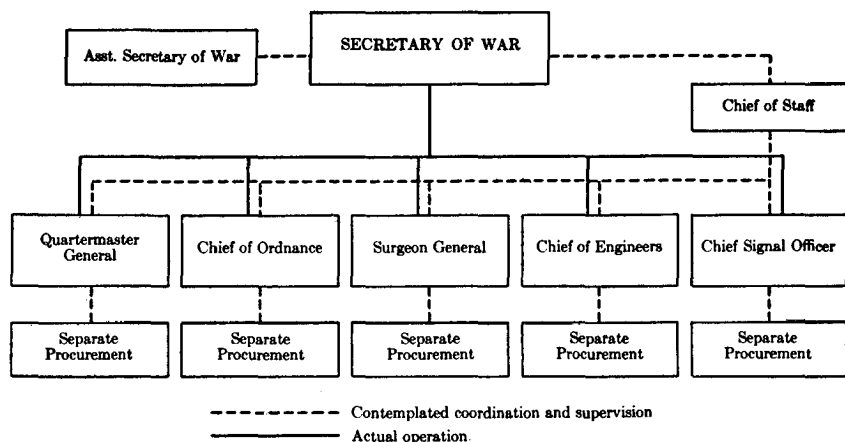 SECRETARY OF WAR
Asst. Secretary of War
Chief of Staff
Quartermaster
General
Chief of Ordnance
Surgeon General
Chief of Engineers
Chief Signal Officer
Separate
Procurement
Separate
Procurement
Separate
Procurement
Separate
Procurement
Separate
Procurement
Contemplated coordination and supervision
Actual operation